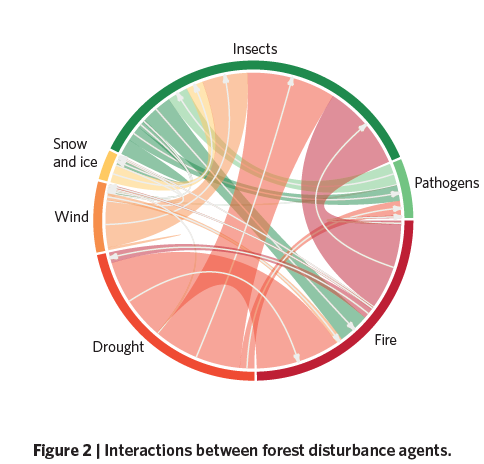 Insects
Snow
and ice
Pathogens
Wind
Drought
Fire
Figure 2 | Interactions between forest disturbance agents.